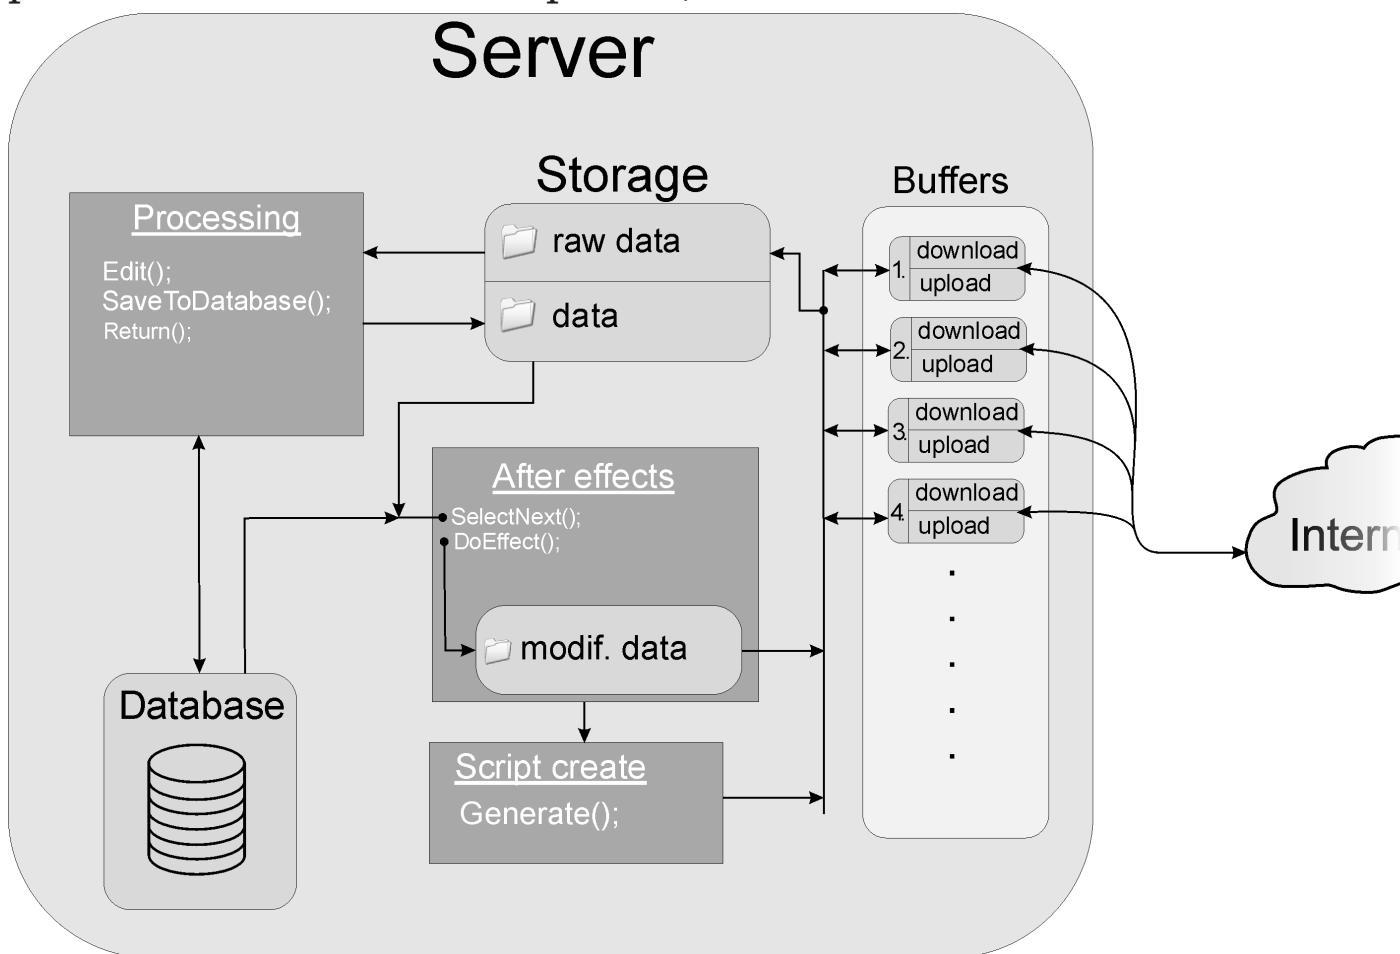 Server
Storage
Buffers
Processing
Edit();
SaveToDatabase();
Return();
raw data
data
1.
download
upload
2.
download
upload
3.
download
upload
4.
download
upload
After effects
SelectNext();
DoEffect();
modif. data
Database
Script create
Generate();
Intern